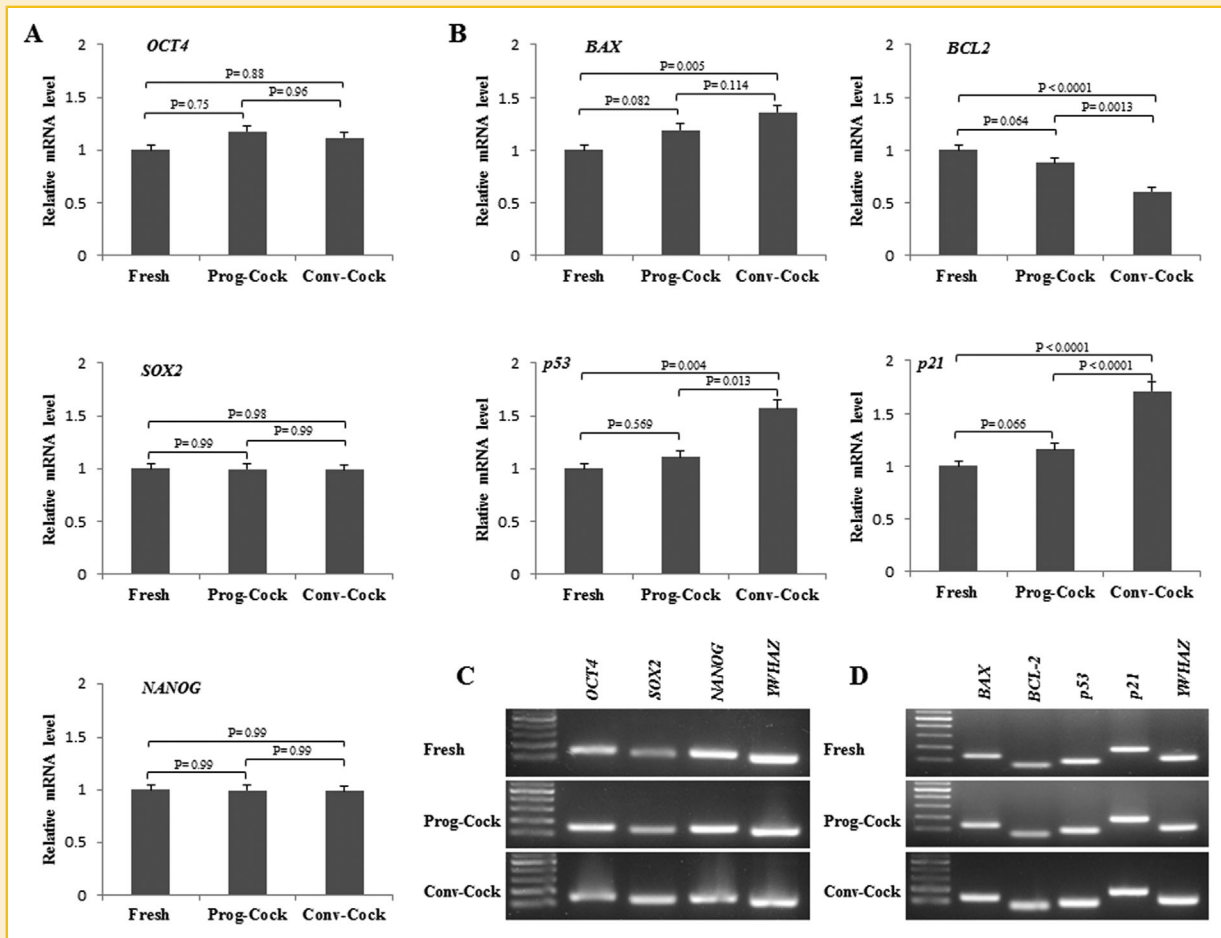 A
OCT4
Relative mRNA level
2
1.5
1
0.5
0
P= 0.88
P= 0.75
P= 0.96
Fresh Prog-Cock Conv-Cock
B
BAX
Relative mRNA level
2
1.5
1
0.5
0
P= 0.005
P= 0.082
P= 0.114
Fresh Prog-Cock Conv-Cock
BCL2
Relative mRNA level
2
1.5
1
0.5
0
P < 0.0001
P= 0.064
P= 0.0013
Fresh Prog-Cock Conv-Cock
SOX2
Relative mRNA level
2
1.5
1
0.5
0
P= 0.98
P= 0.99
P= 0.99
Fresh Prog-Cock Conv-Cock
p53
Rlative mRNA level
2
1.5
1
0.5
0
P= 0.004
P= 0.013
P= 0.569
Fresh Prog-Cock Conv-Cock
p21
Relative mRNA level
2
1.5
1
0.5
0
P < 0.0001
P < 0.0001
P= 0.066
Fresh Prog-Cock Conv-Cock
NANOG
Relative mRNA level
2
1.5
1
0.5
0
P= 0.99
P= 0.99
P= 0.99
Fresh Prog-Cock Conv-Cock
C
OCT4 SOX2 NANOG YWHAZ
Fresh
Prog-Cock
Conv-Cock
D
BAX BCL-2 p53 p21 YWHAZ
Fresh
Prog-Cock
Conv-Cock